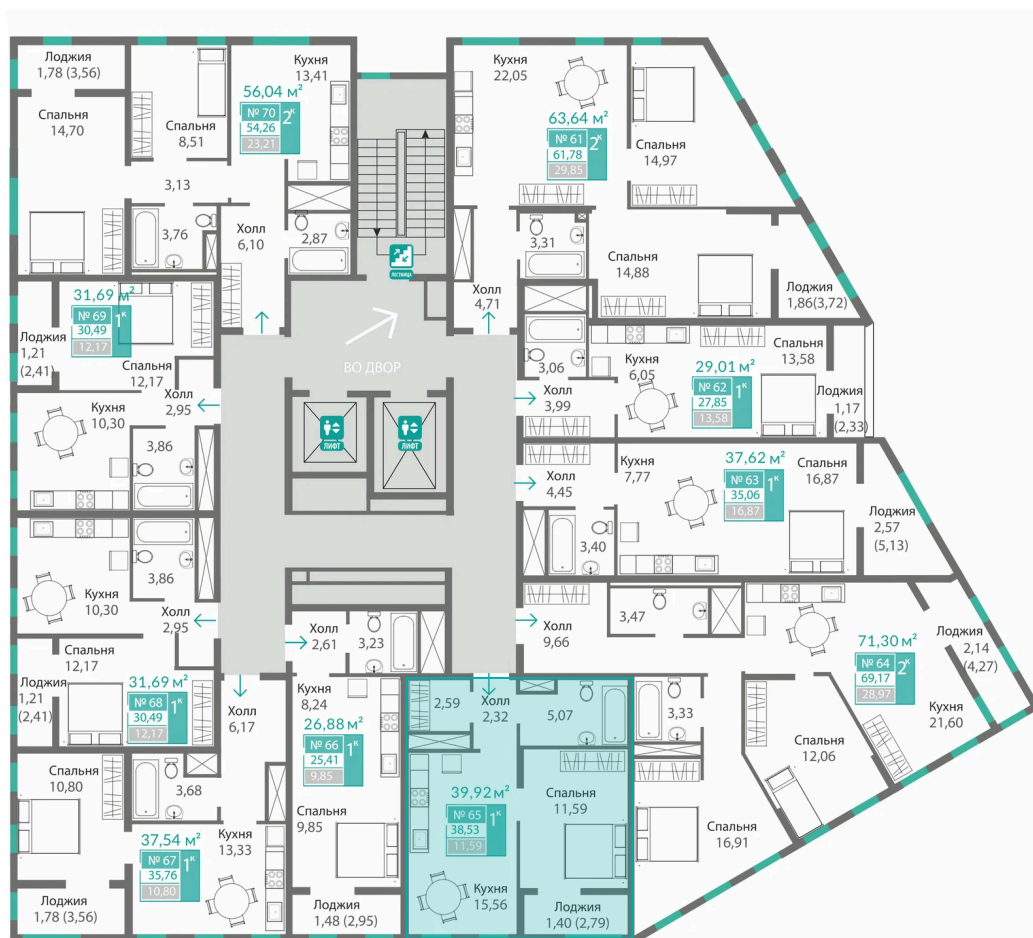 Лоджия
1,78 (3,56)
Спальня
14,70
Спальня
8,51
Кухня
13,41
56,04 м²
№ 70
54,26
23,21
2к
3,13
3,76
Холл
6,10
2,87
ЛЕСТНИЦА
ВО ДВОР
ЛИФТ
ЛИФТ
Кухня
22,05
63,64 м²
№ 61
61,78
29,85
2к
Спальня
14,97
3,31
Спальня
14,88
Холл
4,71
Лоджия
1,86(3,72)
31,69 м²
№ 69
30,49
12,17
1к
Лоджия
1,21
(2,41)
Спальня
12,17
Холл
2,95
Кухня
10,30
3,86
3,06
Кухня
6,05
Холл
3,99
29,01 м²
№ 62
27,85
13,58
1к
Спальня
13,58
Лоджия
1,17
(2,33)
Холл
4,45
Кухня
7,77
37,62 м²
№ 63
35,06
16,87
1к
Спальня
16,87
Лоджия
2,57
(5,13)
3,40
3,86
Кухня
10,30
Холл
2,95
Спальня
12,17
Лоджия
1,21
(2,41)
31,69 м²
№ 68
30,49
12,17
1к
Холл
2,61
3,23
Холл
9,66
3,47
71,30 м²
№ 64
69,17
28,97
2к
Лоджия
2,14
(4,27)
Кухня
21,60
3,33
Спальня
12,06
Спальня
16,91
6,17
Кухня
8,24
26,88 м²
№ 66
25,41
9,85
1к
Спальня
9,85
Лоджия
1,48 (2,95)
2,59
Холл
2,32
5,07
39,92 м²
№ 65
38,53
11,59
1к
Спальня
11,59
Кухня
15,56
Лоджия
1,40 (2,79)
Спальня
10,80
3,68
37,54 м²
№ 67
35,76
10,80
1к
Кухня
13,33
Лоджия
1,78 (3,56)